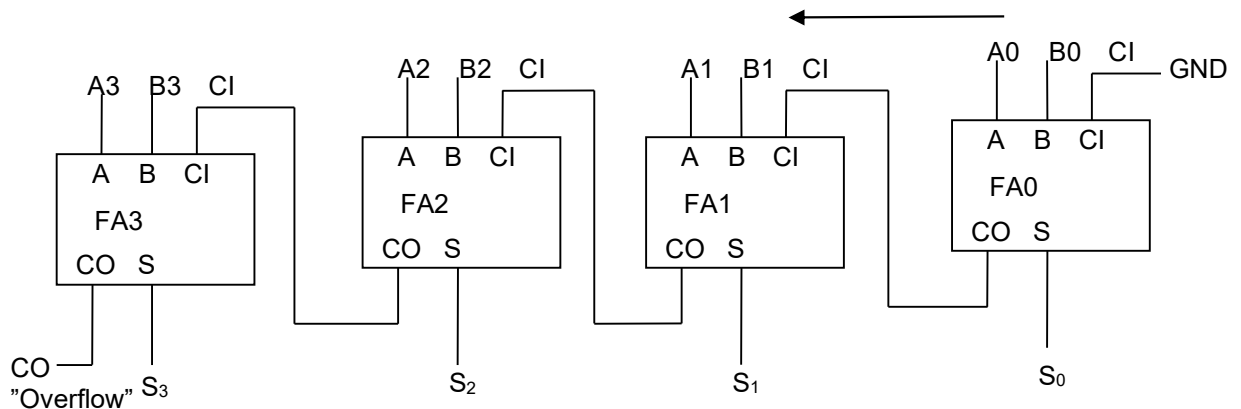 A3 B3 CI
A2 B2 CI
A1 B1 CI
A0 B0 CI
GND
A B CI
FA3
CO S
A B CI
FA2
CO S
A B CI
FA1
CO S
A B CI
FA0
CO S
CO
”Overflow”
S3
S2
S1
S0